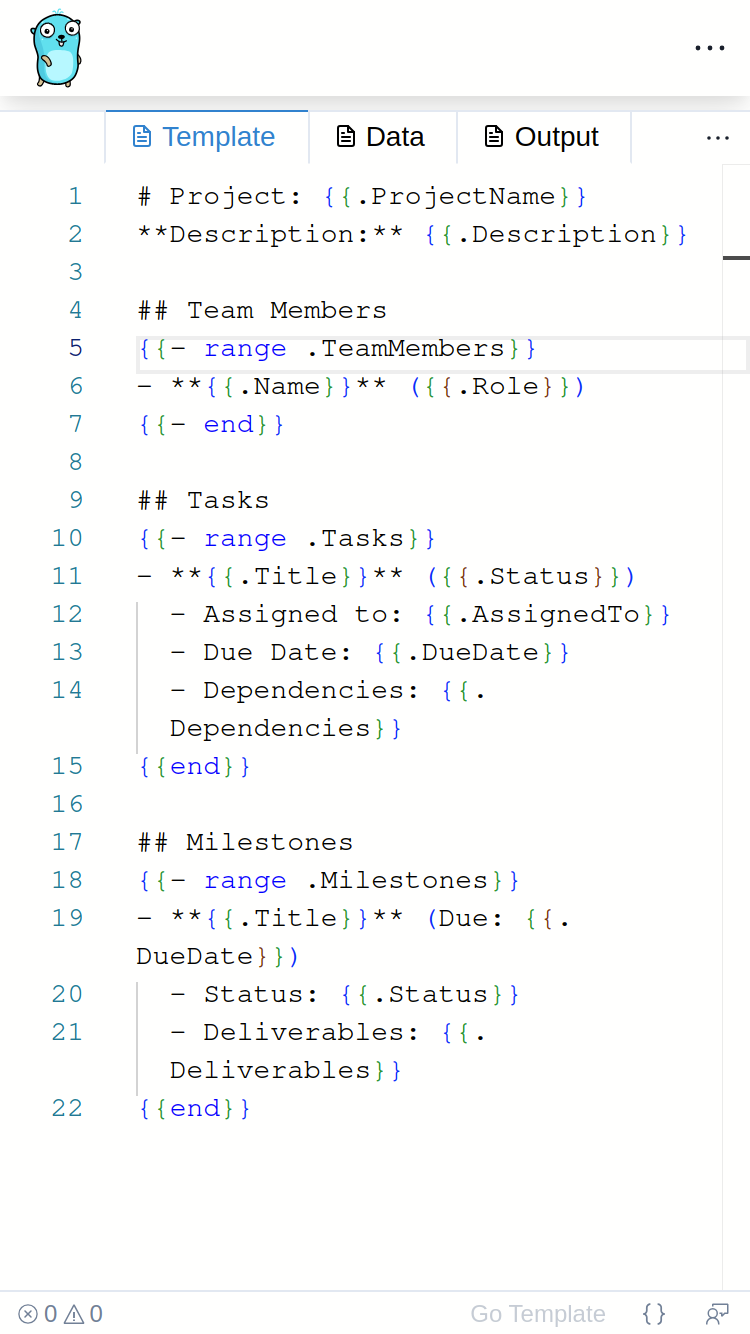 Template Data Output
1 # Project: {{.ProjectName}}
2 **Description:** {{.Description}}
3
4 ## Team Members
5 {{- range .TeamMembers}}
6 - **{{.Name}}** ({{.Role}})
7 {{- end}}
8
9 ## Tasks
10 {{- range .Tasks}}
11 - **{{.Title}}** ({{.Status}})
12 - Assigned to: {{.AssignedTo}}
13 - Due Date: {{.DueDate}}
14 - Dependencies: {{.
Dependencies}}
15 {{end}}
16
17 ## Milestones
18 {{- range .Milestones}}
19 - **{{.Title}}** (Due: {{.
DueDate}})
20 - Status: {{.Status}}
21 - Deliverables: {{.
Deliverables}}
22 {{end}}
0 0 Go Template {}